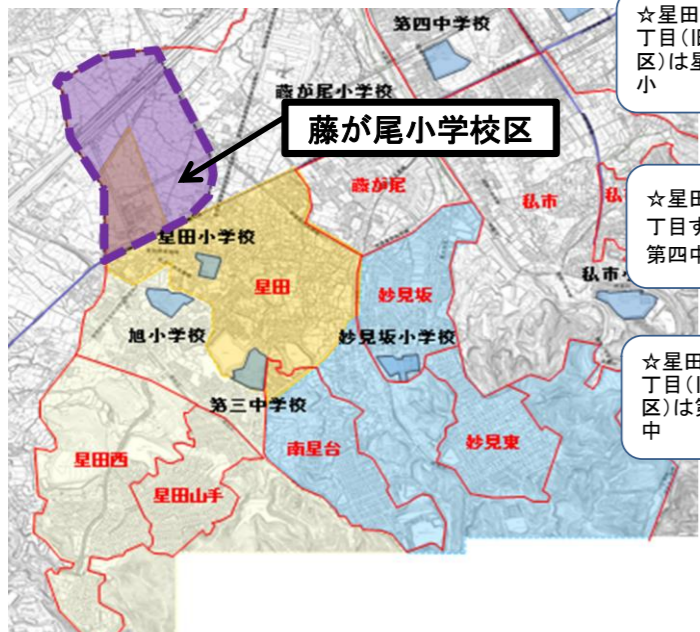 第四中学校
☆星田
丁目(旧
区)は星
小
藤が尾小学校
藤が尾小学校区
藤が尾
私市
☆星田
丁目す
第四中
星田小学校
星田
妙見坂
旭小学校
妙見坂小学校
☆星田
丁目(旧
区)は第
中
第三中学校
南星台
妙見東
星田西
星田山手